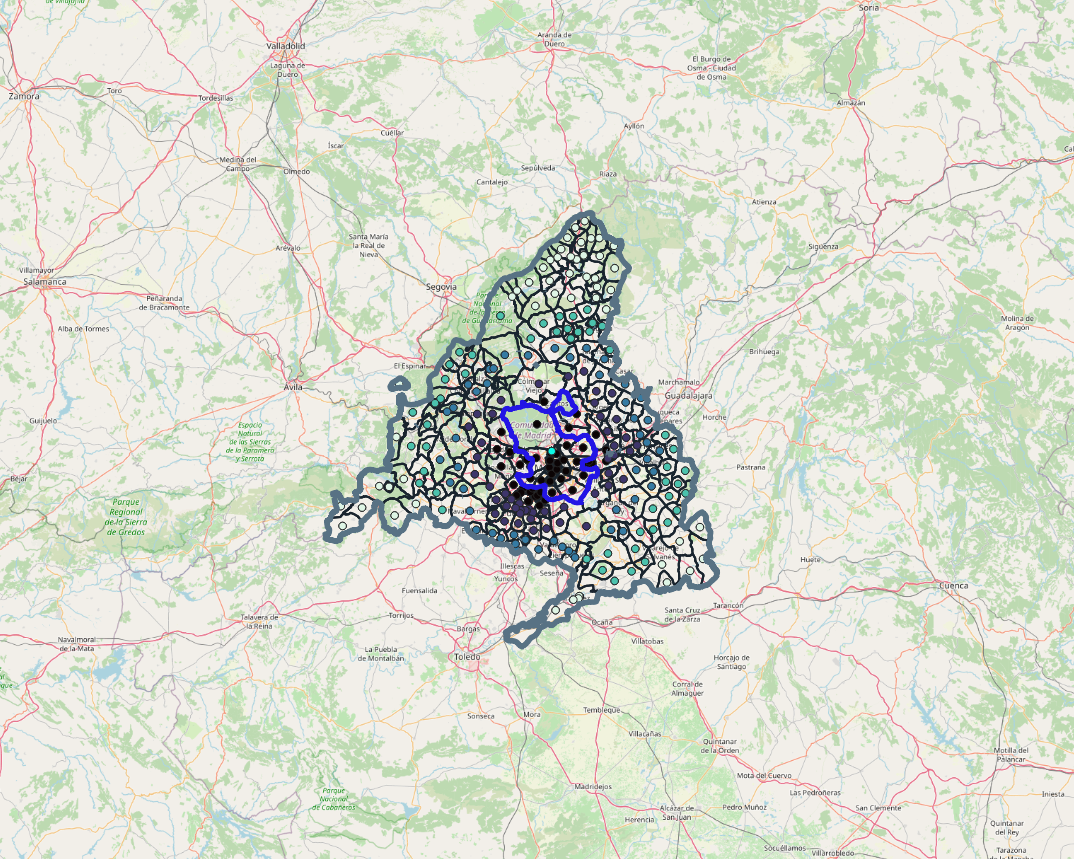 Soria
Valladolid
Aranda de
Duero
Laguna de
Duero
El Burgo de
Osma - Ciudad
de Osma
Zamora
Toro
Tordesillas
Almazán
Cuéllar
Ayllón
Íscar
Medina del
Campo
Olmedo
Sepúlveda
Riaza
Cantalejo
Atienza
Santa María
la Real de
Nieva
Arévalo
Sigüenza
Villamayor
Salamanca
Segovia
Peñaranda
de Bracamonte
Alba de Tormes
Molina de
Aragón
Brihuega
El Espinar
Ávila
Marchamalo
Guadalajara
Colmenar
Viejo
Guijuelo
Horche
Espacio
Natural
de las Sierras
de la Paramera
y Serrota
Comunidad
de Madrid
Pastrana
Béjar
Parque
Regional
de la Sierra
de Gredos
Huete
Illescas
Yuncos
Seseña
Cuenca
Fuensalida
Tarancón
Talavera de
la Reina
Torrijos
Santa Cruz
de la Zarza
Ocaña
Bargas
Navalmoral
de la Mata
Villatobas
La Puebla
de Montalbán
Toledo
Horcajo de
Santiago
Corral de
Almaguer
Sonseca
Mora
Tembleque
Villacañas
Quintanar
de la Orden
Motilla del
Palancar
Mota del Cuervo
Madridejos
Las Pedroñeras
Iniesta
Parque
Nacional
de Cabañeros
Alcázar de
San Juan
Pedro Muñoz
San Clemente
Herencia
Quintanar
del Rey
Socuéllamos
Villarrobledo
Tarazona